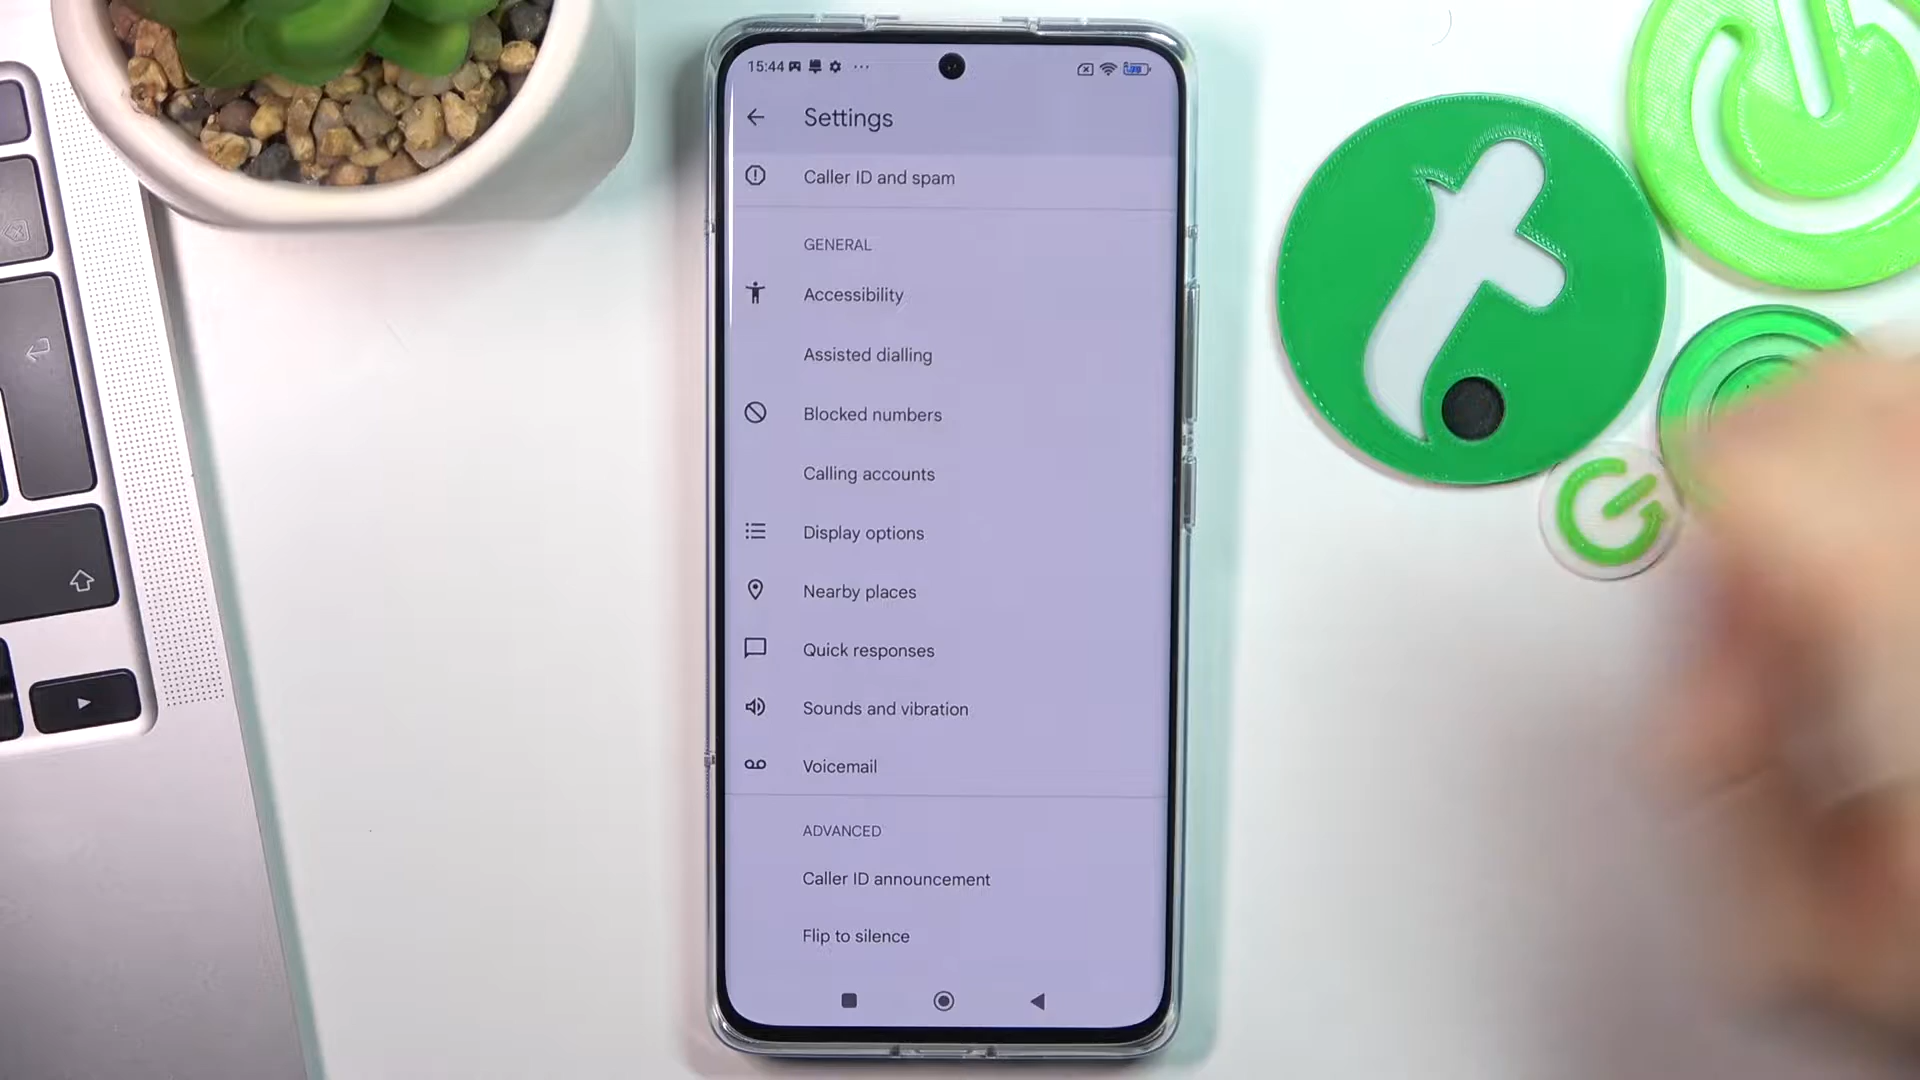 15:44
Settings
Caller ID and spam
GENERAL
Accessibility
Assisted dialling
Blocked numbers
Calling accounts
Display options
Nearby places
Quick responses
Sounds and vibration
Voicemail
ADVANCED
Caller ID announcement
Flip to silence